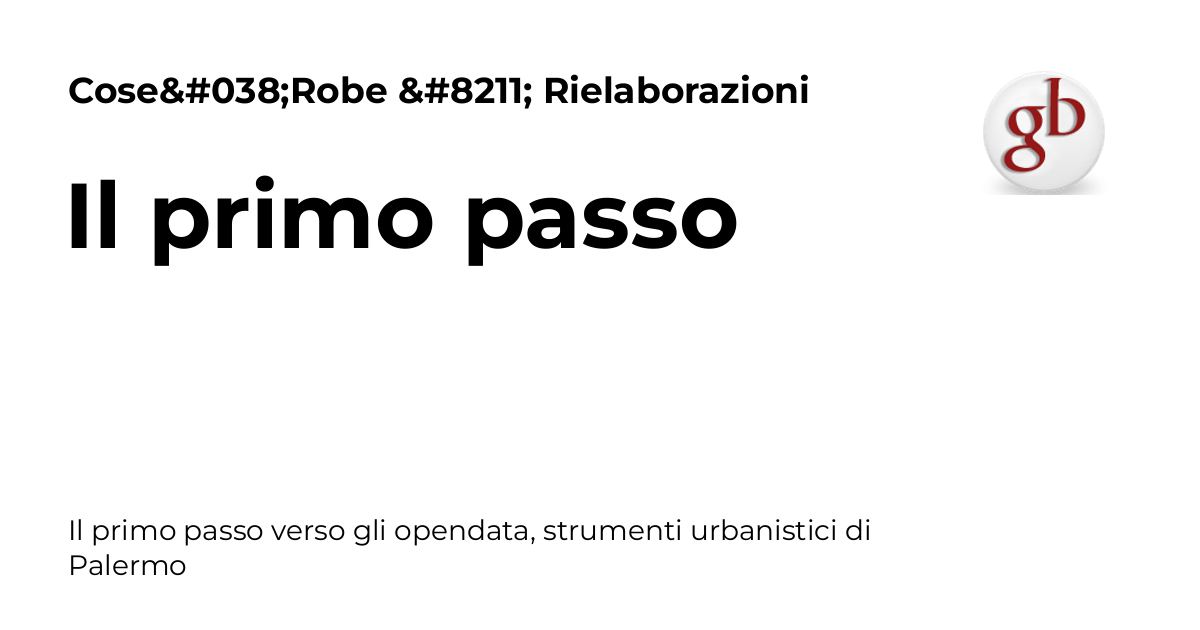 Cose&#038;Robe &#8211; Rielaborazioni
gb
Il primo passo
Il primo passo verso gli opendata, strumenti urbanistici di
Palermo